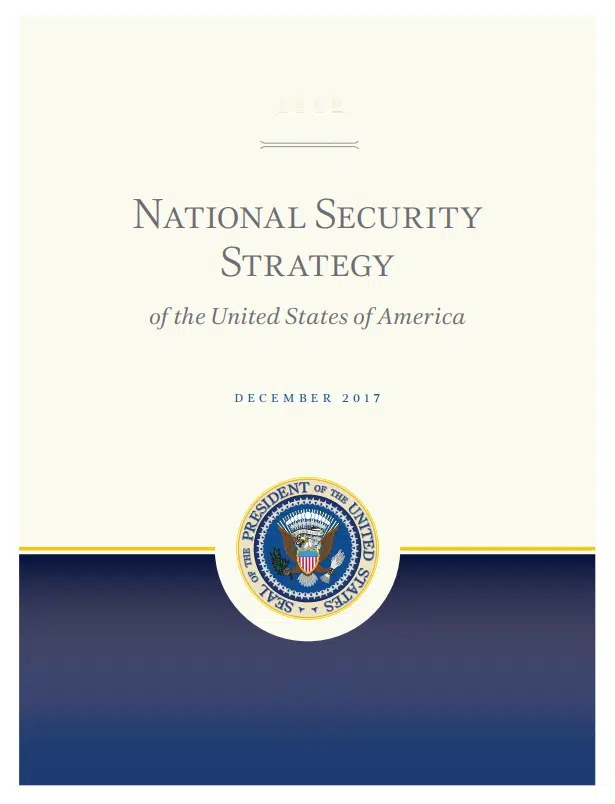 National Security
Strategy
of the United States of America
DECEMBER 2017
SEAL OF THE PRESIDENT OF THE UNITED STATES